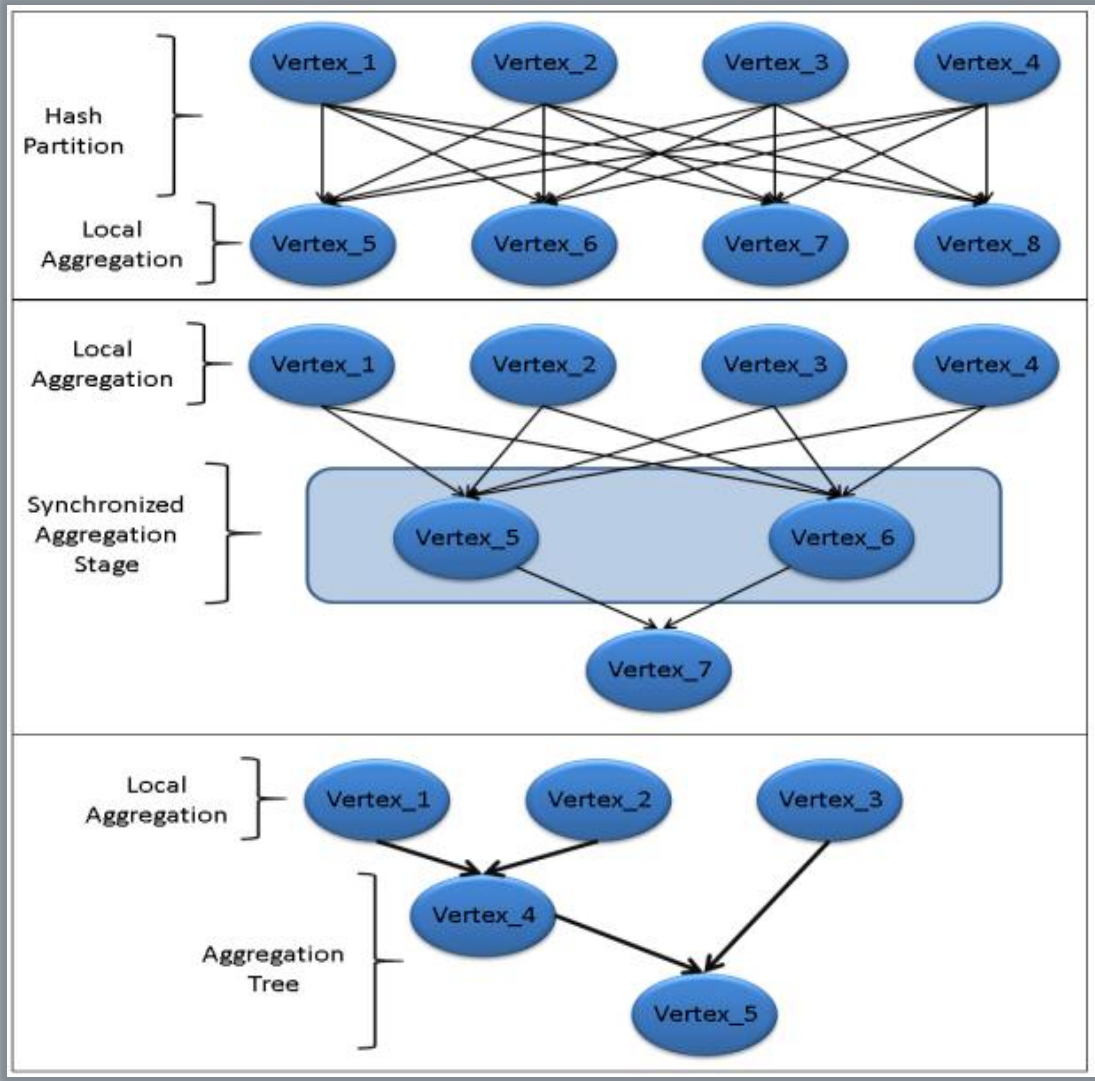 Vertex_1
Vertex_2
Vertex_3
Vertex_4
Hash
Partition
Local
Aggregation
Vertex_5
Vertex_6
Vertex_7
Vertex_8
Local
Aggregation
Vertex_1
Vertex_2
Vertex_3
Vertex_4
Synchronized
Aggregation
Stage
Vertex_5
Vertex_6
Vertex_7
Local
Aggregation
Vertex_1
Vertex_2
Vertex_3
Vertex_4
Aggregation
Tree
Vertex_5